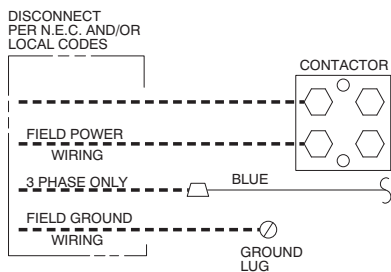 DISCONNECT
PER N.E.C. AND/OR
LOCAL CODES
CONTACTOR
FIELD POWER
WIRING
3 PHASE ONLY
BLUE
FIELD GROUND
WIRING
GROUND
LUG